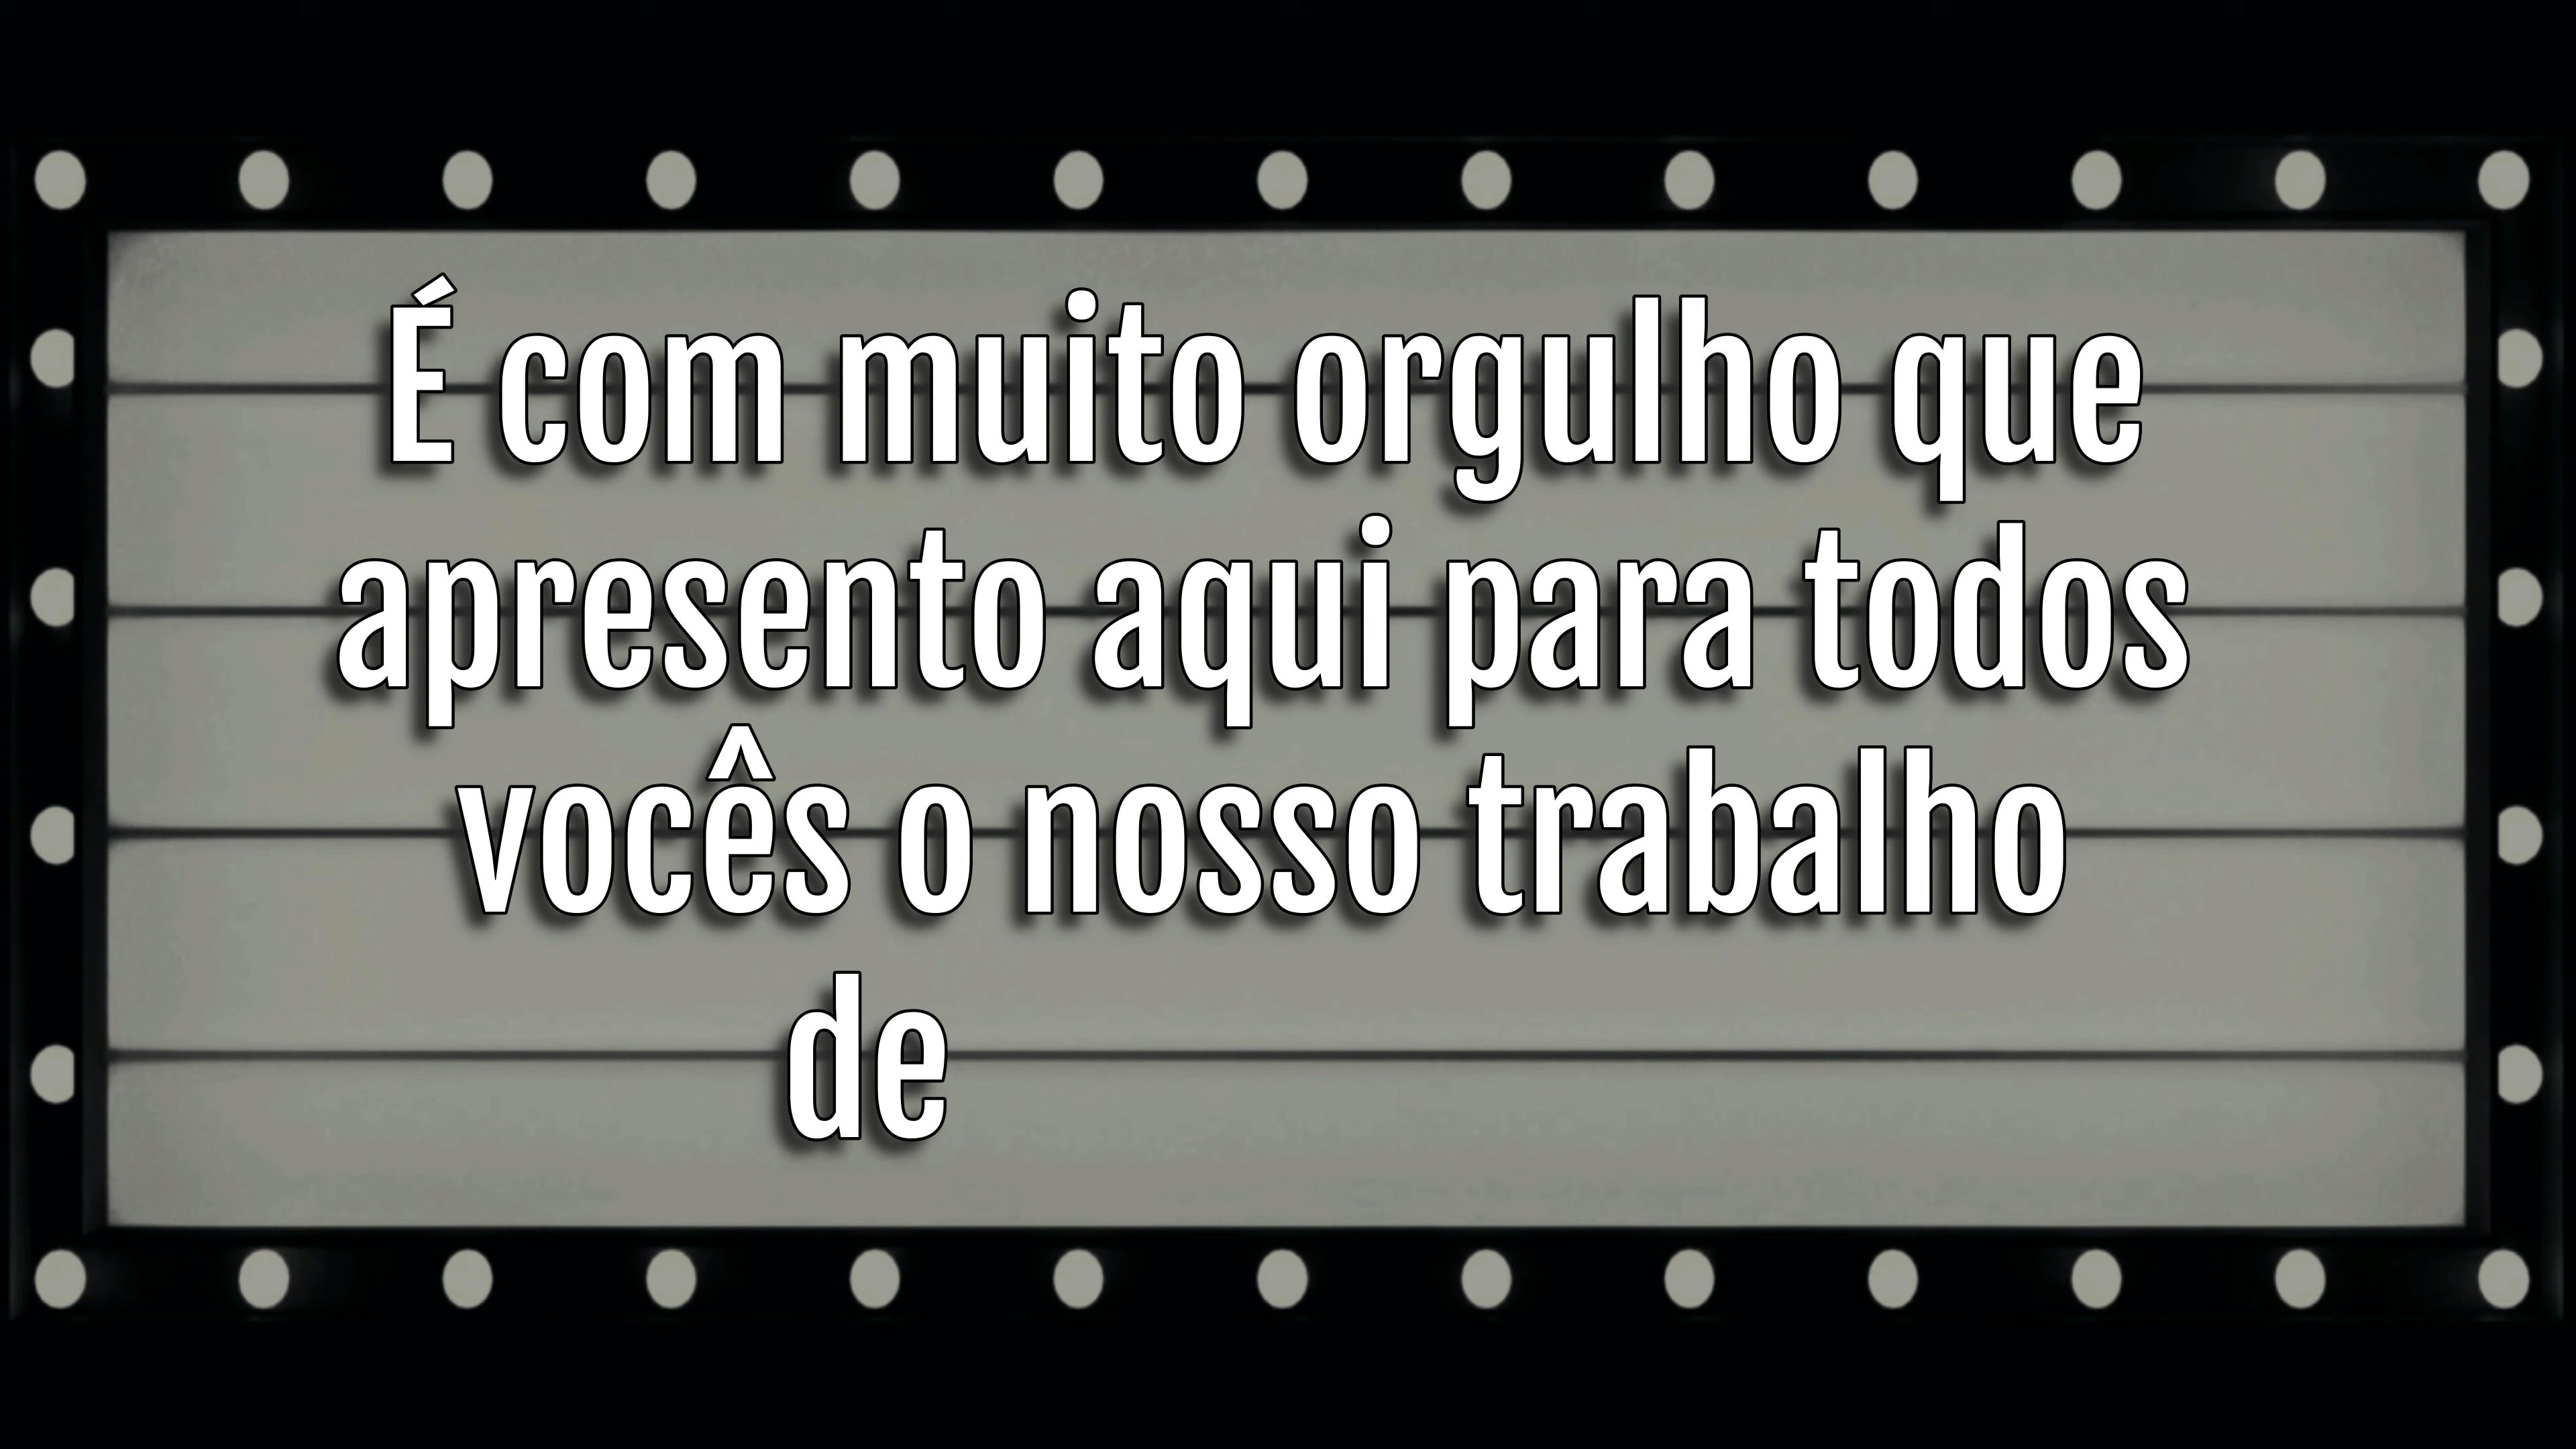 É com muito orgulho que
apresento aqui para todos
vocês o nosso trabalho
de